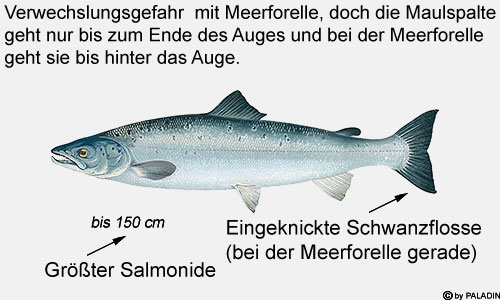 Verwechslungsgefahr mit Meerforelle, doch die Maulspalte
geht nur bis zum Ende des Auges und bei der Meerforelle
geht sie bis hinter das Auge.
bis 150 cm
Größter Salmonide
Eingeknickte Schwanzflosse
(bei der Meerforelle gerade)
© by PALADIN